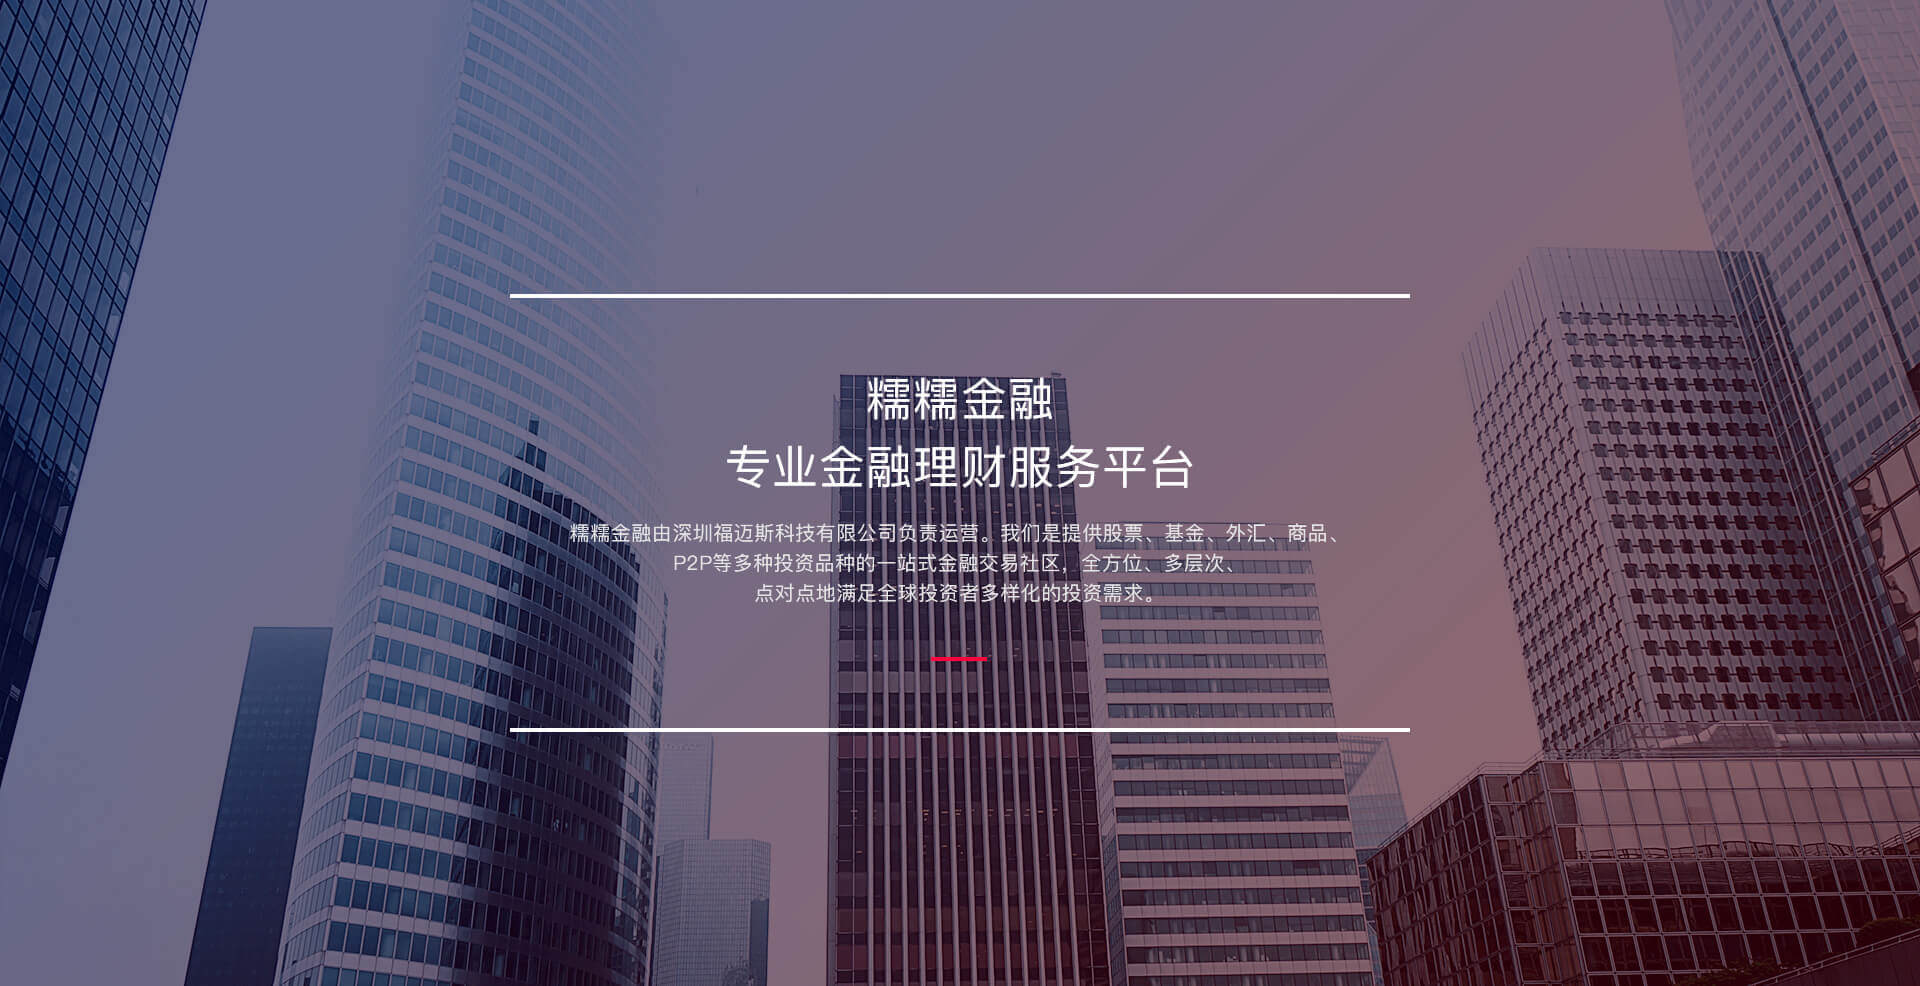 糯糯金融
专业金融理财服务平台
糯糯金融由深圳福迈斯科技有限公司负责运营。我们是提供股票、基金、外汇、商品、
P2P等多种投资品种的一站式金融交易社区，全方位、多层次、
点对点地满足全球投资者多样化的投资需求。